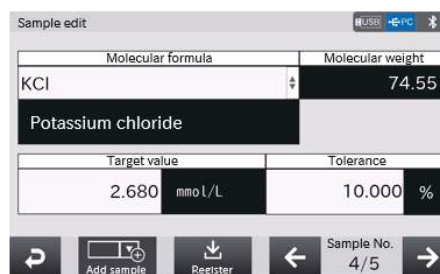 Sample edit
USB PC
Molecular formula Molecular weight
KCl 74.55
Potassium chloride
Target value Tolerance
2.680 mmol/L 10.000 %
Sample No.
4/5
Add sample Register